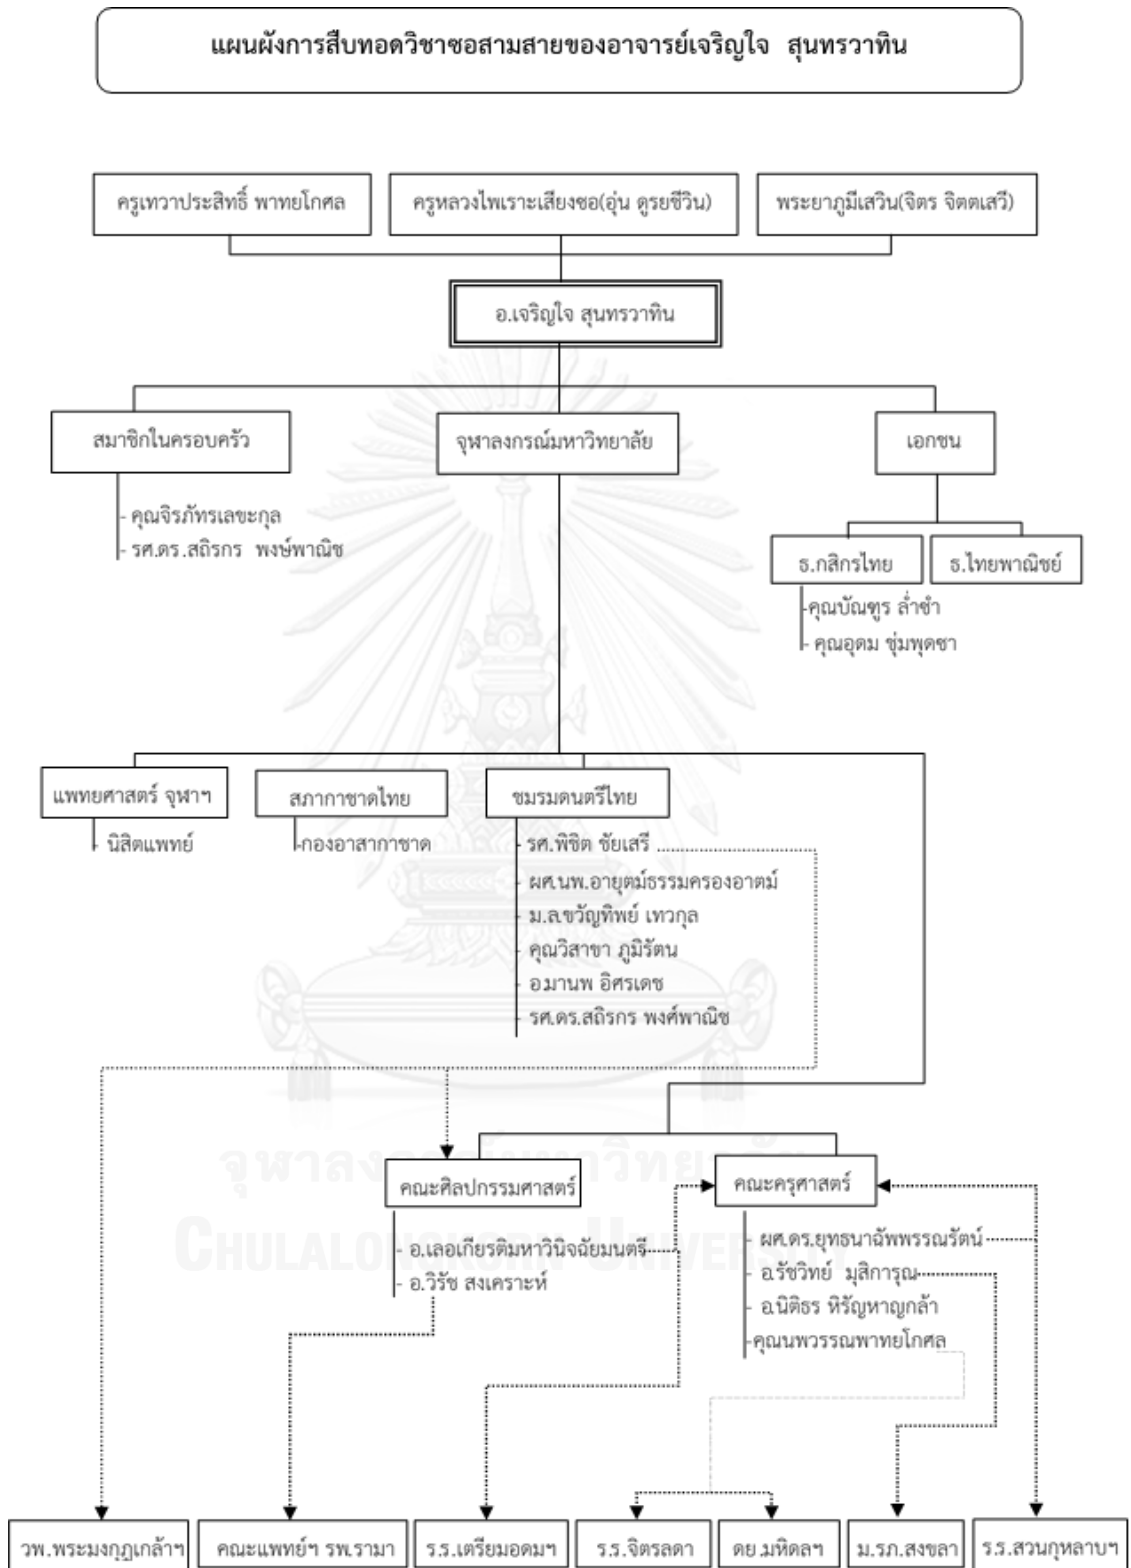 แผนผังการสืบทอดวิชาซอสามสายของอาจารย์เจริญใจ สุนทรวาทิน
ครูเทวาประสิทธิ์ พาทยโกศล
ครูหลวงไพเราะเสียงซอ(อุ่น ดูรยชีวิน)
พระยาภูมีเสวิน(จิตร จิตตเสวี)
อ.เจริญใจ สุนทรวาทิน
สมาชิกในครอบครัว
จุฬาลงกรณ์มหาวิทยาลัย
เอกชน
- คุณจิรภัทรเลขะกุล
- รศ.ดร.สถิรกร พงษ์พาณิช
ธ.กสิกรไทย
ธ.ไทยพาณิชย์
-คุณบัณฑูร ล่ำซำ
- คุณอุดม ชุ่มพุดซา
แพทยศาสตร์ จุฬาฯ
สภากาชาดไทย
ชมรมดนตรีไทย
- นิสิตแพทย์
-กองอาสากาชาด
- รศ.พิชิต ชัยเสรี
- ผศ.นพ.อายุตม์ธรรมครองอาตม์
- ม.ล.ขวัญทิพย์ เทวกุล
- คุณวิสาขา ภูมิรัตน
- อ.มานพ อิศรเดช
- รศ.ดร.สถิรกร พงศ์พาณิช
จุฬาลงกรณ์มหาวิทยาลัย
CHULALONGKORN UNIVERSITY
คณะศิลปกรรมศาสตร์
คณะครุศาสตร์
- อ.เลอเกียรติมหาวินิจฉัยมนตรี
- อ.วิรัช สงเคราะห์
- ผศ.ดร.ยุทธนาฉัพพรรณรัตน์
- อ.รัชวิทย์ มุสิการุณ
- อ.นิติธร หิรัญหาญกล้า
-คุณนพวรรณพาทยโกศล
วพ.พระมงกุฎเกล้าฯ
คณะแพทย์ฯ รพ.รามา
ร.ร.เตรียมอุดมฯ
ร.ร.จิตรลดา
ดย.มหิดลฯ
ม.รภ.สงขลา
ร.ร.สวนกุหลาบฯ